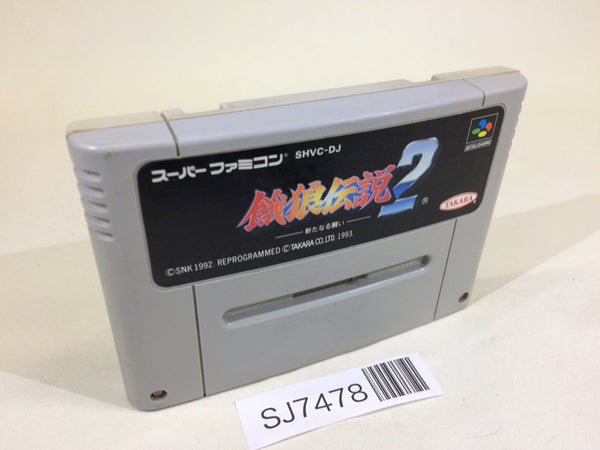 スーパーファミコン® SHVC-DJ
餓狼伝説2®
新たなる闘い
TAKARA
©SNK 1992. REPROGRAMMED ©TAKARA CO.,LTD 1993.
SJ7478